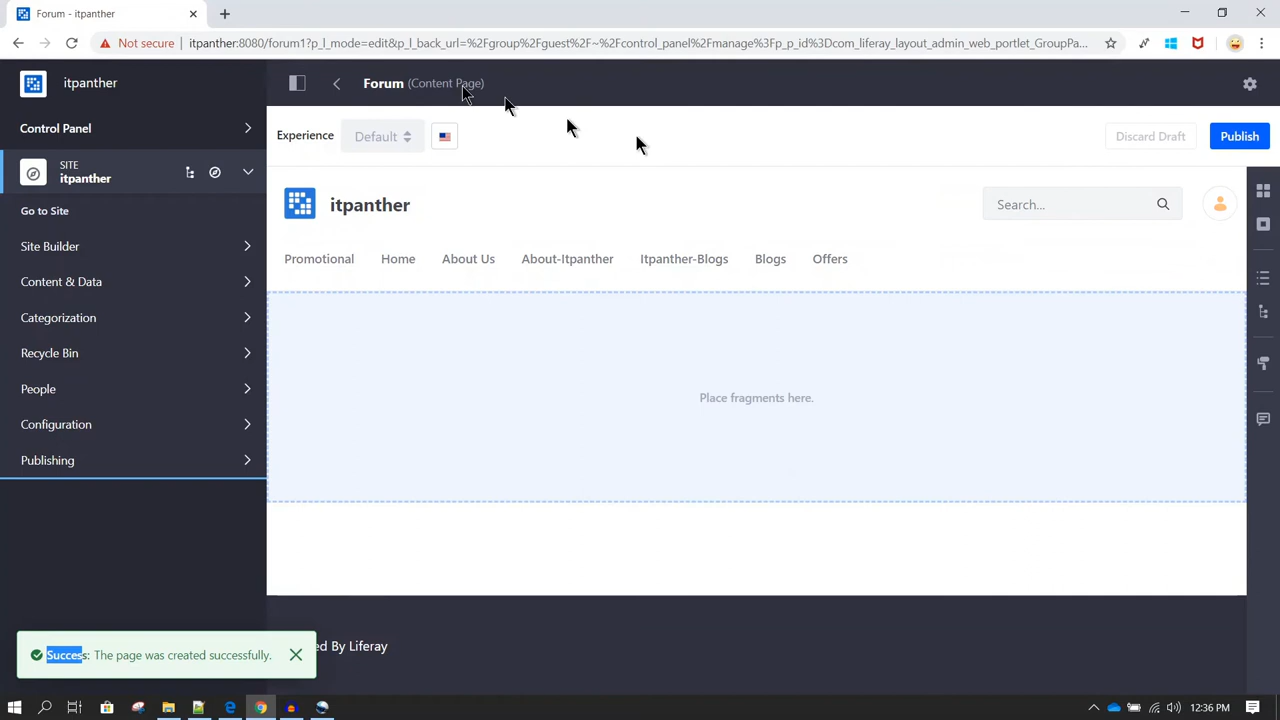 Forum - itpanther
Not secure | itpanther:8080/forum1?p_l_mode=edit&p_l_back_url=%2Fgroup%2Fguest%2F~%2Fcontrol_panel%2Fmanage%3Fp_p_id%3Dcom_liferay_layout_admin_web_portlet_GroupPa...
itpanther
Forum (Content Page)
Control Panel
Experience
Default
Discard Draft
Publish
SITE
itpanther
itpanther
Search...
Go to Site
Site Builder
Promotional Home About Us About-Itpanther Itpanther-Blogs Blogs Offers
Content & Data
Categorization
Recycle Bin
People
Place fragments here.
Configuration
Publishing
Success: The page was created successfully.
ed By Liferay
12:36 PM